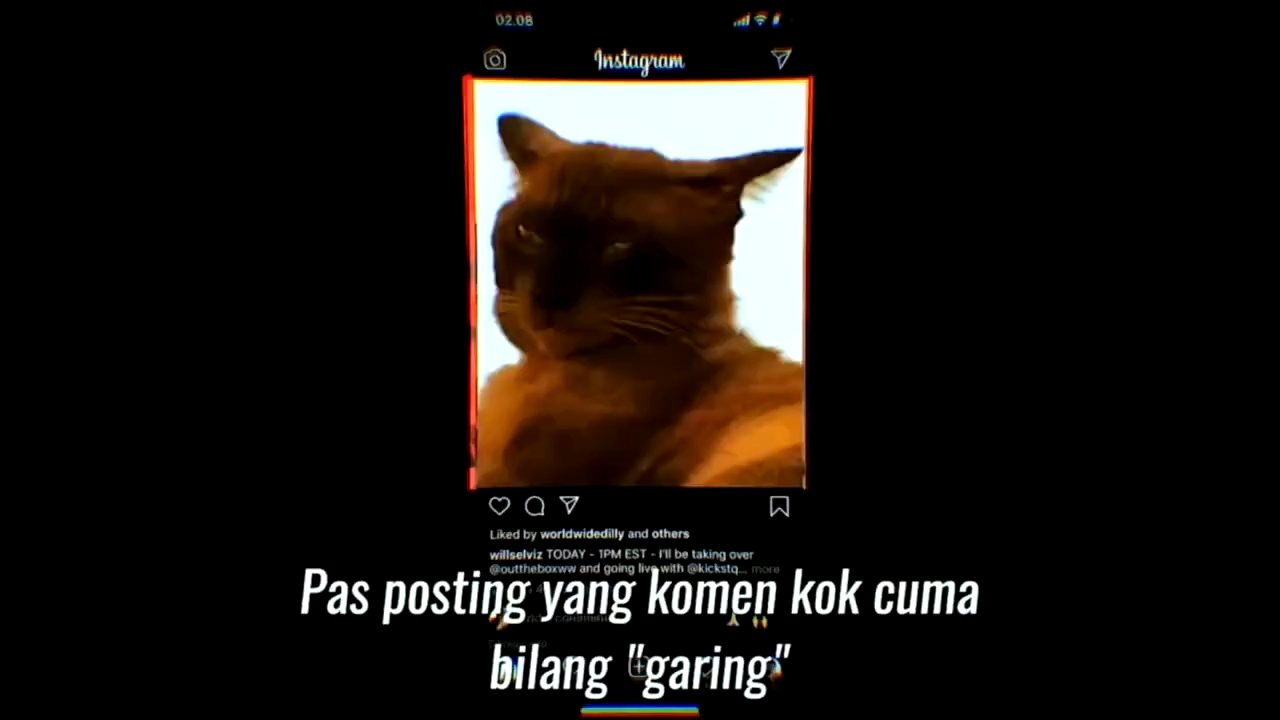 02.08
Instagram
Liked by worldwidedilly and others
willselviz TODAY - 1PM EST - I'll be taking over
@outtheboxww and going live with @kickstq... more
Pas posting yang komen kok cuma
bilang "garing"